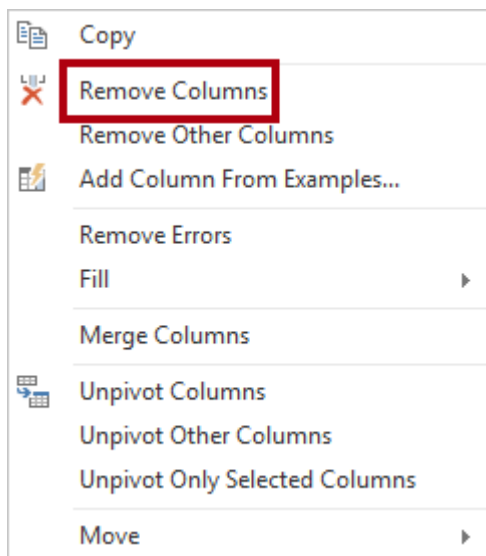 Copy
Remove Columns
Remove Other Columns
Add Column From Examples...
Remove Errors
Fill
Merge Columns
Unpivot Columns
Unpivot Other Columns
Unpivot Only Selected Columns
Move